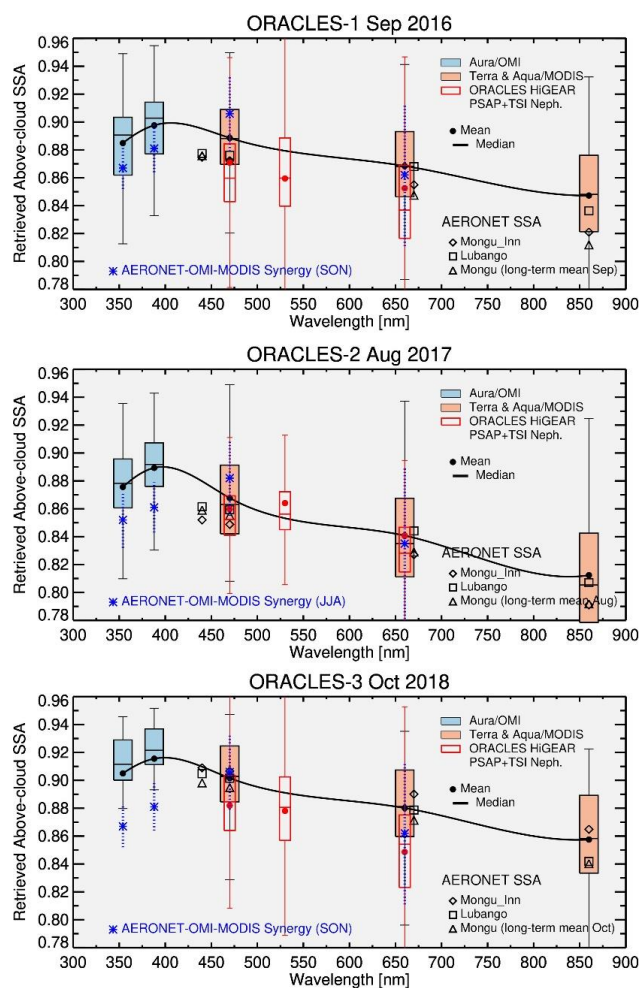 ORACLES-1 Sep 2016
0.96
0.94
0.92
0.90
0.88
0.86
0.84
0.82
0.80
0.78
Retrieved Above-cloud SSA
Aura/OMI
Terra & Aqua/MODIS
ORACLES HiGEAR
PSAP+TSI Neph.
Mean
Median
AERONET SSA
Mongu_Inn
Lubango
Mongu (long-term mean Sep)
AERONET-OMI-MODIS Synergy (SON)
300 350 400 450 500 550 600 650 700 750 800 850 900
Wavelength [nm]
ORACLES-2 Aug 2017
0.96
0.94
0.92
0.90
0.88
0.86
0.84
0.82
0.80
0.78
Retrieved Above-cloud SSA
Aura/OMI
Terra & Aqua/MODIS
ORACLES HiGEAR
PSAP+TSI Neph.
Mean
Median
AERONET SSA
Mongu_Inn
Lubango
Mongu (long-term mean Aug)
AERONET-OMI-MODIS Synergy (JJA)
300 350 400 450 500 550 600 650 700 750 800 850 900
Wavelength [nm]
ORACLES-3 Oct 2018
0.96
0.94
0.92
0.90
0.88
0.86
0.84
0.82
0.80
0.78
Retrieved Above-cloud SSA
Aura/OMI
Terra & Aqua/MODIS
ORACLES HiGEAR
PSAP+TSI Neph.
Mean
Median
AERONET SSA
Mongu_Inn
Lubango
Mongu (long-term mean Oct)
AERONET-OMI-MODIS Synergy (SON)
300 350 400 450 500 550 600 650 700 750 800 850 900
Wavelength [nm]